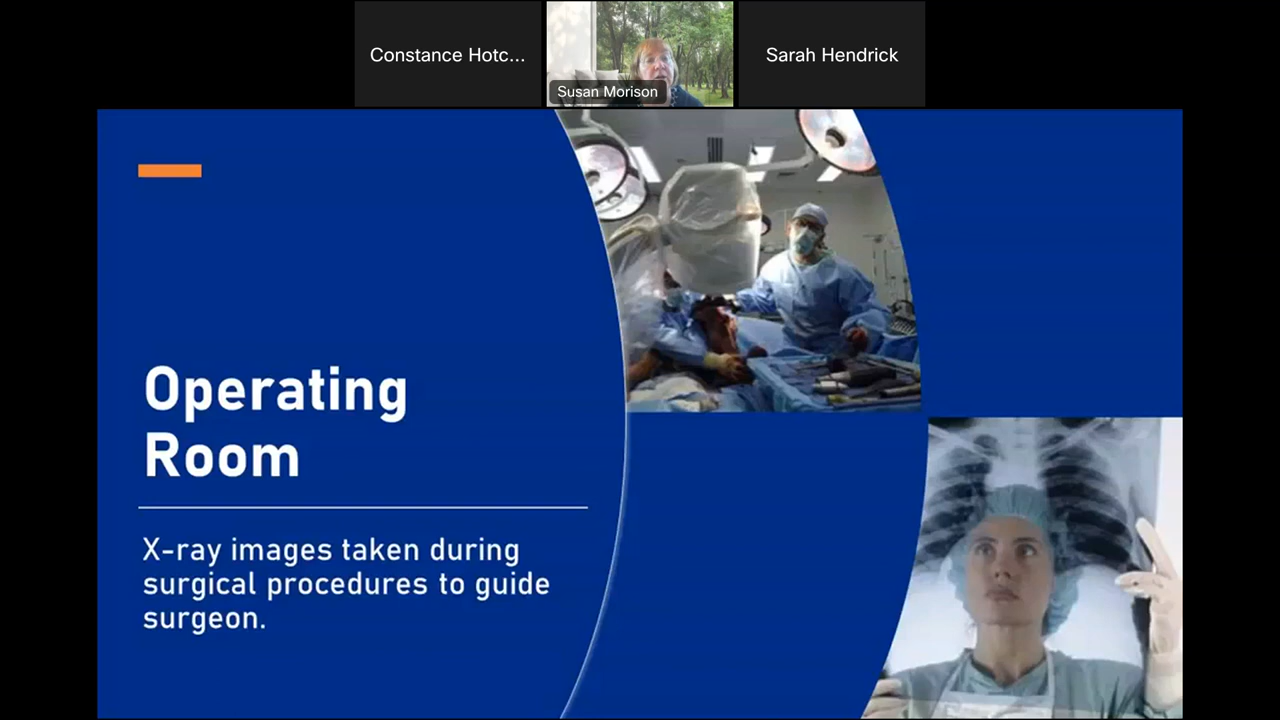 Constance Hotc...
Susan Morison
Sarah Hendrick
Operating
Room
X-ray images taken during
surgical procedures to guide
surgeon.